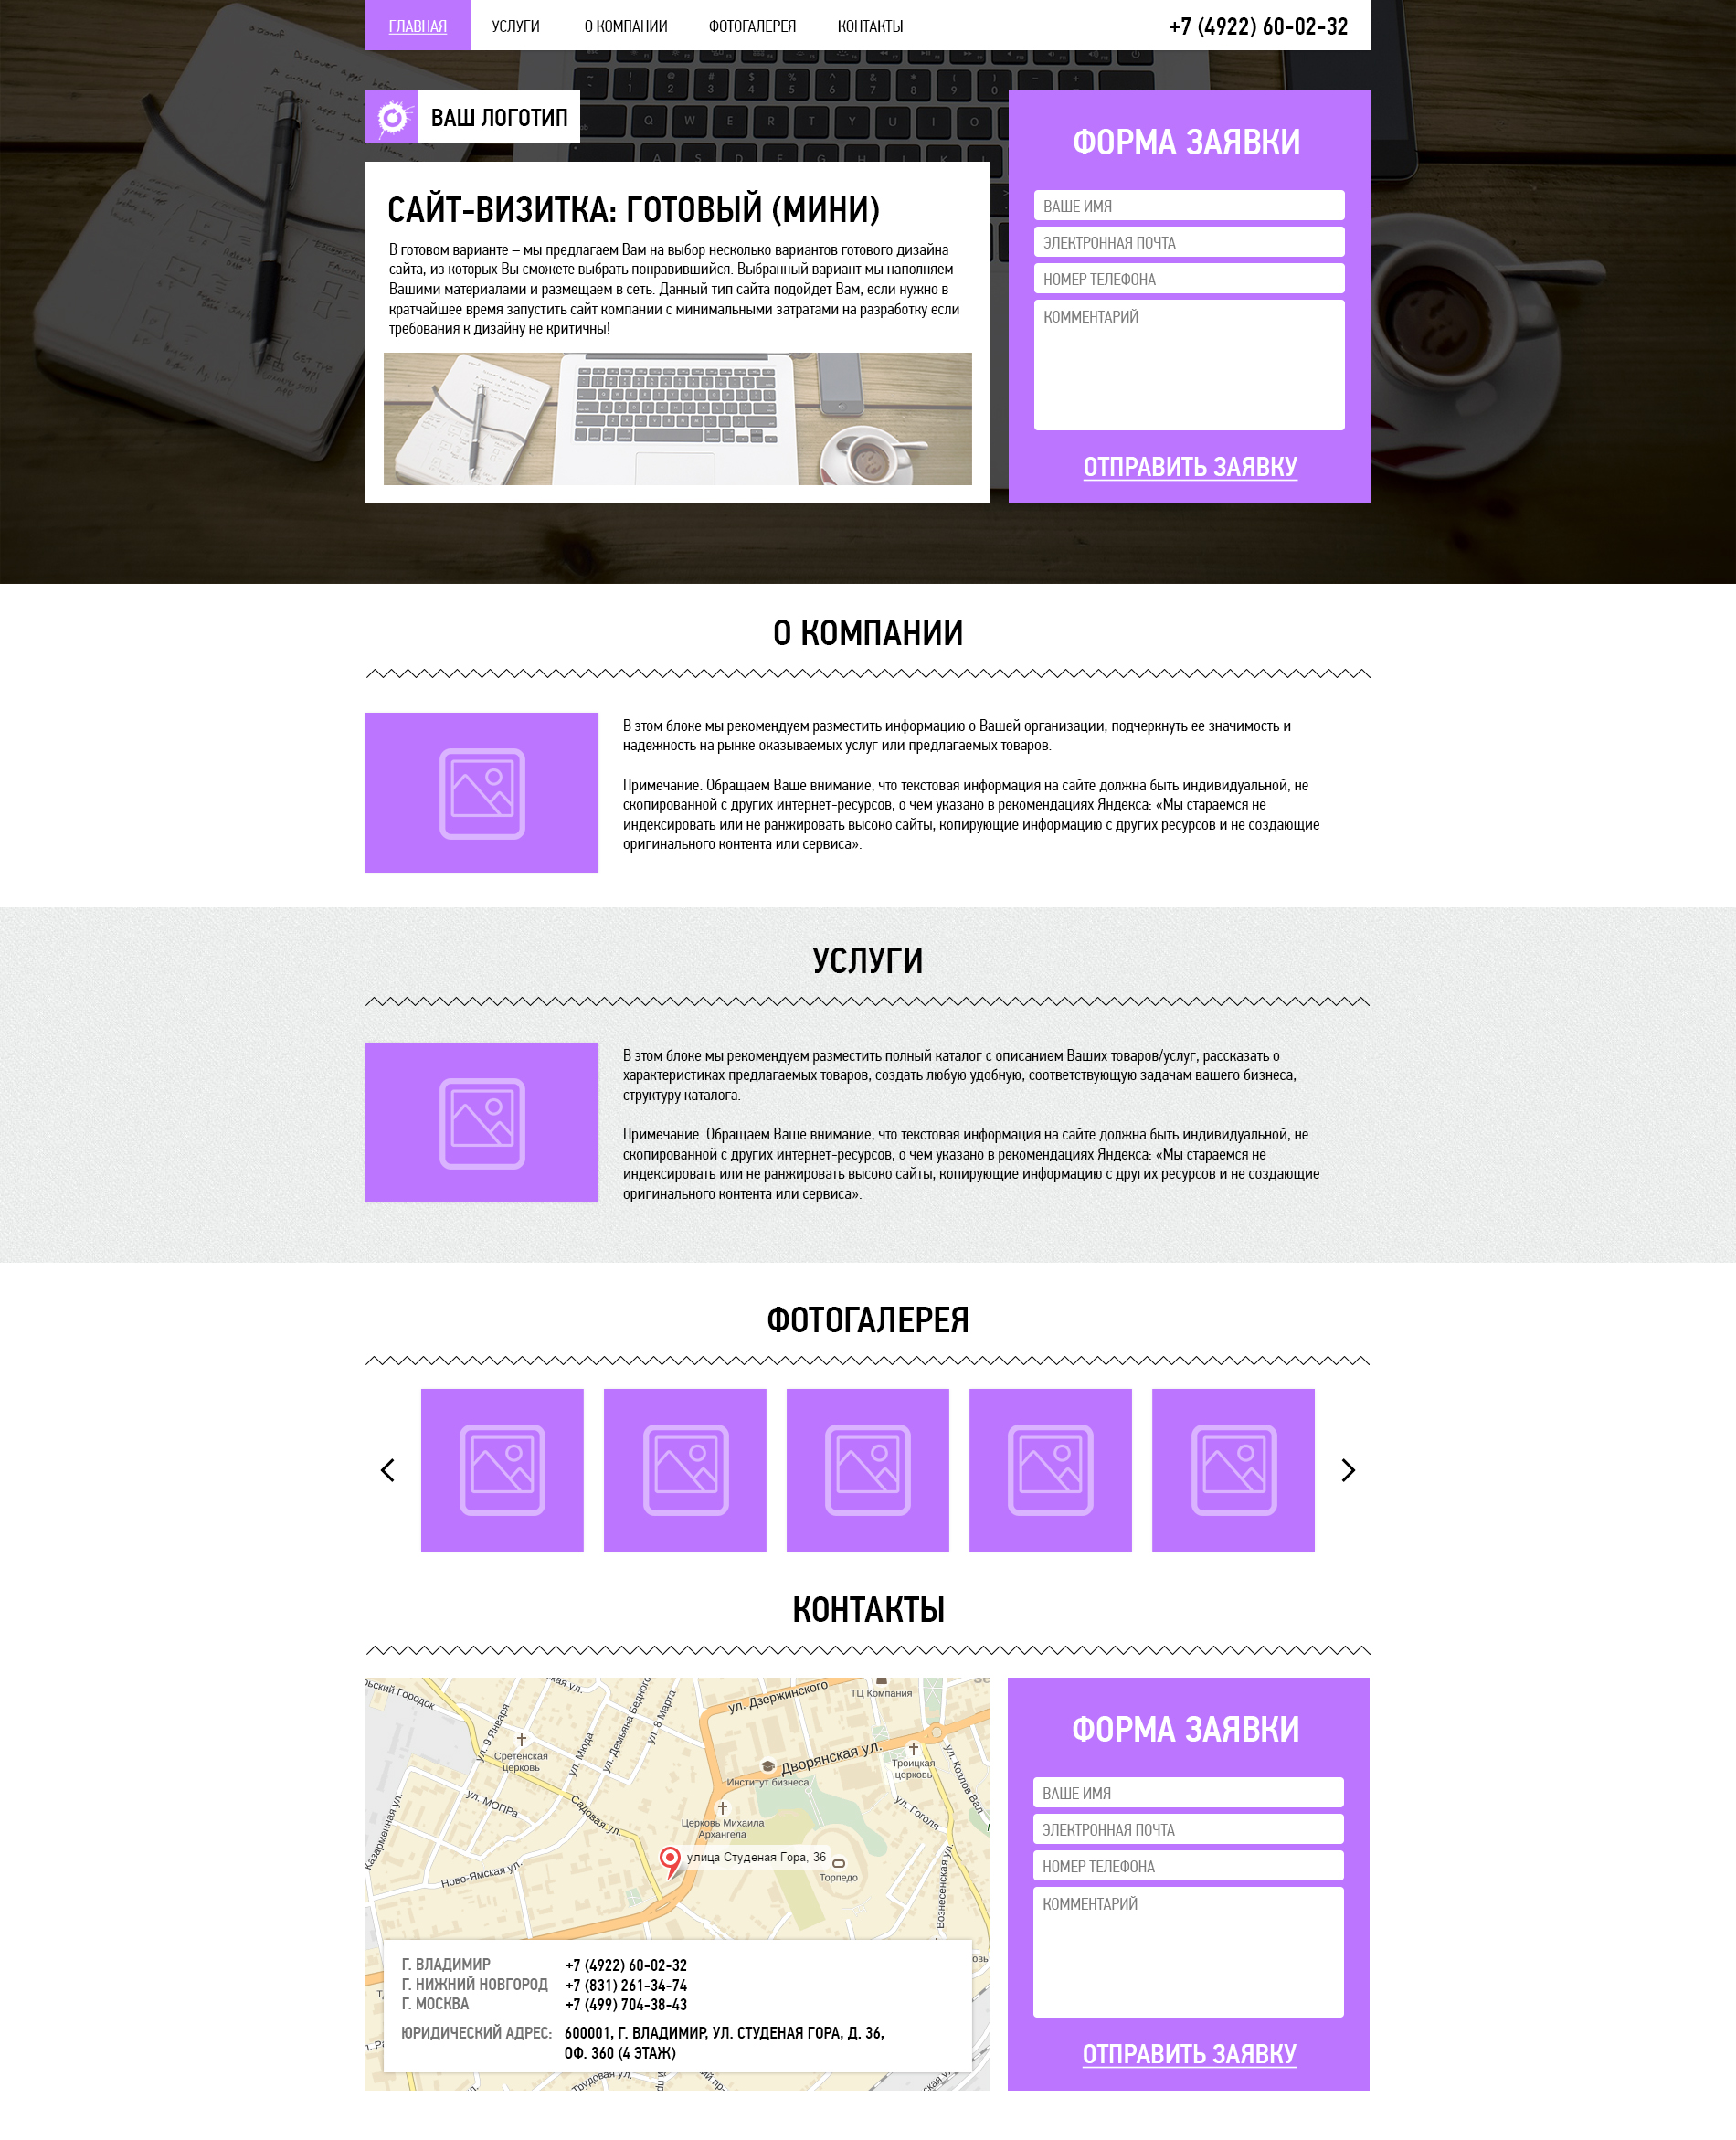 ГЛАВНАЯ УСЛУГИ О КОМПАНИИ ФОТОГАЛЕРЕЯ КОНТАКТЫ +7 (4922) 60-02-32
ВАШ ЛОГОТИП
САЙТ-ВИЗИТКА: ГОТОВЫЙ (МИНИ)
В готовом варианте – мы предлагаем Вам на выбор несколько вариантов готового дизайна
сайта, из которых Вы сможете выбрать понравившийся. Выбранный вариант мы наполняем
Вашими материалами и размещаем в сеть. Данный тип сайта подойдет Вам, если нужно в
кратчайшее время запустить сайт компании с минимальными затратами на разработку если
требования к дизайну не критичны!
ФОРМА ЗАЯВКИ
ВАШЕ ИМЯ
ЭЛЕКТРОННАЯ ПОЧТА
НОМЕР ТЕЛЕФОНА
КОММЕНТАРИЙ
ОТПРАВИТЬ ЗАЯВКУ
О КОМПАНИИ
В этом блоке мы рекомендуем разместить информацию о Вашей организации, подчеркнуть ее значимость и
надежность на рынке оказываемых услуг или предлагаемых товаров.
Примечание. Обращаем Ваше внимание, что текстовая информация на сайте должна быть индивидуальной, не
скопированной с других интернет-ресурсов, о чем указано в рекомендациях Яндекса: «Мы стараемся не
индексировать или не ранжировать высоко сайты, копирующие информацию с других ресурсов и не создающие
оригинального контента или сервиса».
УСЛУГИ
В этом блоке мы рекомендуем разместить полный каталог с описанием Ваших товаров/услуг, рассказать о
характеристиках предлагаемых товаров, создать любую удобную, соответствующую задачам вашего бизнеса,
структуру каталога.
Примечание. Обращаем Ваше внимание, что текстовая информация на сайте должна быть индивидуальной, не
скопированной с других интернет-ресурсов, о чем указано в рекомендациях Яндекса: «Мы стараемся не
индексировать или не ранжировать высоко сайты, копирующие информацию с других ресурсов и не создающие
оригинального контента или сервиса».
ФОТОГАЛЕРЕЯ
КОНТАКТЫ
Городок
ул. 9 Января
Сретенская
церковь
ул. Мюда
ул. Демьяна Бедного
ул. 8 Марта
ул. Дзержинского
ТЦ Компания
Дворянская ул.
Институт бизнеса
Троицкая
церковь
ул. Козлов Вал
ул. Гоголя
ул. МОПРа
Садовая ул.
Казарменная ул.
Церковь Михаила
Архангела
улица Студеная Гора, 36
Торпедо
Ново-Ямская ул.
Вознесенская ул.
Трудовая ул.
Г. ВЛАДИМИР +7 (4922) 60-02-32
Г. НИЖНИЙ НОВГОРОД +7 (831) 261-34-74
Г. МОСКВА +7 (499) 704-38-43
ЮРИДИЧЕСКИЙ АДРЕС: 600001, Г. ВЛАДИМИР, УЛ. СТУДЕНАЯ ГОРА, Д. 36,
ОФ. 360 (4 ЭТАЖ)
ФОРМА ЗАЯВКИ
ВАШЕ ИМЯ
ЭЛЕКТРОННАЯ ПОЧТА
НОМЕР ТЕЛЕФОНА
КОММЕНТАРИЙ
ОТПРАВИТЬ ЗАЯВКУ